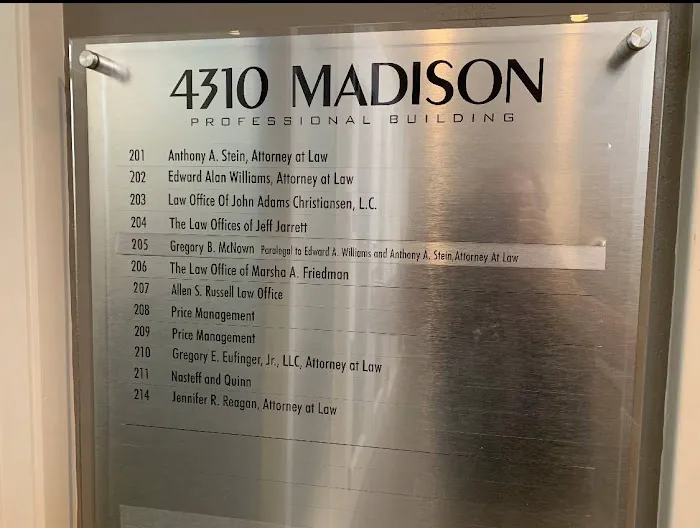 4310 MADISON
PROFESSIONAL BUILDING
201 Anthony A. Stein, Attorney at Law
202 Edward Alan Williams, Attorney at Law
203 Law Office Of John Adams Christiansen, L.C.
204 The Law Offices of Jeff Jarrett
205 Gregory B. McNown Paralegal to Edward A. Williams and Anthony A. Stein,Attorney At Law
206 The Law Office of Marsha A. Friedman
207 Allen S. Russell Law Office
208 Price Management
209 Price Management
210 Gregory E. Eufinger, Jr., LLC, Attorney at Law
211 Nasteff and Quinn
214 Jennifer R. Reagan, Attorney at Law